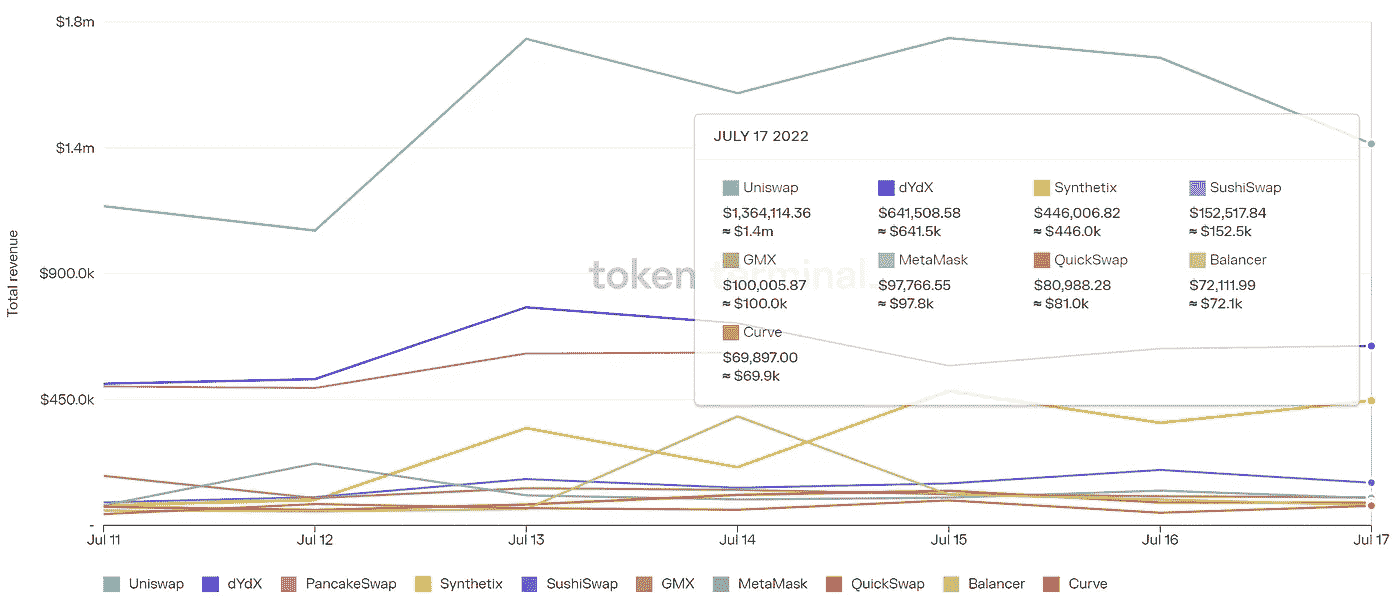 $1.8m
$1.4m
$900.0k
$450.0k
-
Total revenue
token terminal.
JULY 17 2022
Uniswap dYdX Synthetix SushiSwap
$1,364,114.36 $641,508.58 $446,006.82 $152,517.84
≈ $1.4m ≈ $641.5k ≈ $446.0k ≈ $152.5k
GMX MetaMask QuickSwap Balancer
$100,005.87 $97,766.55 $80,988.28 $72,111.99
≈ $100.0k ≈ $97.8k ≈ $81.0k ≈ $72.1k
Curve
$69,897.00
≈ $69.9k
Jul 11 Jul 12 Jul 13 Jul 14 Jul 15 Jul 16 Jul 17
Uniswap dYdX PancakeSwap Synthetix SushiSwap GMX MetaMask QuickSwap Balancer Curve